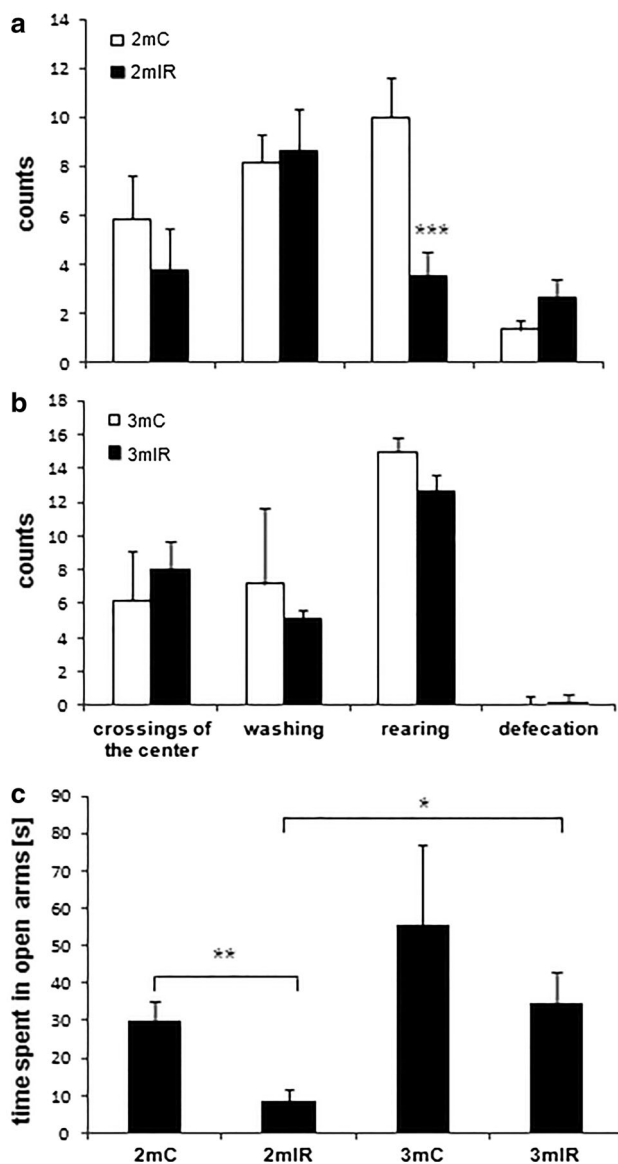 a
2mC
2mIR
14
12
10
8
6
4
2
0
counts
***
b
3mC
3mIR
18
16
14
12
10
8
6
4
2
0
counts
crossings of the center
washing
rearing
defecation
c
90
80
70
60
50
40
30
20
10
0
time spent in open arms [s]
**
*
2mC
2mIR
3mC
3mIR